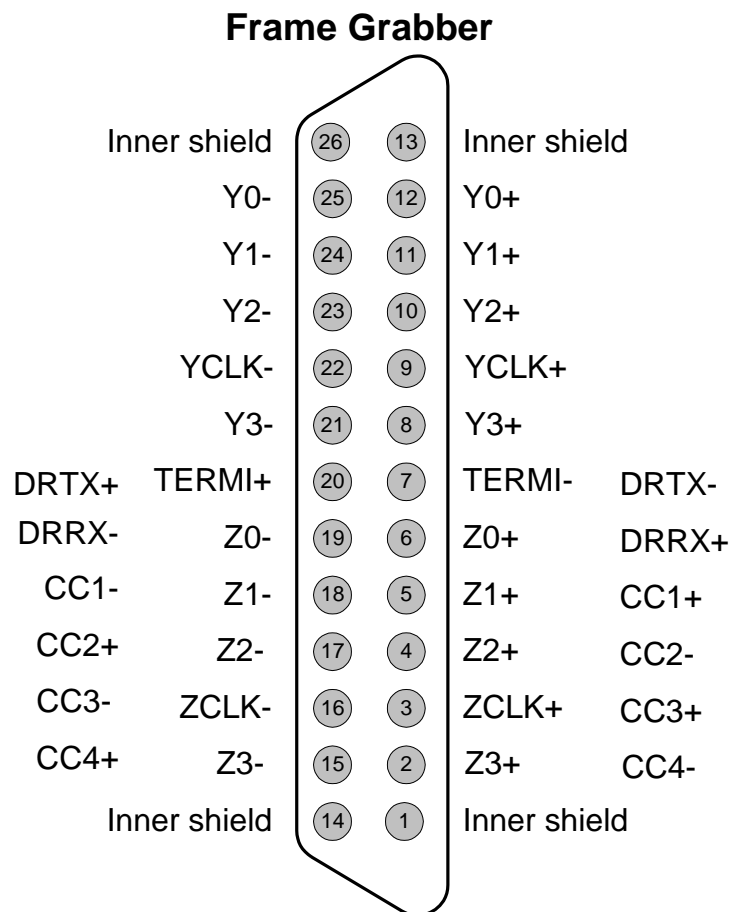 Frame Grabber
Inner shield 26 13 Inner shield
Y0- 25 12 Y0+
Y1- 24 11 Y1+
Y2- 23 10 Y2+
YCLK- 22 9 YCLK+
Y3- 21 8 Y3+
DRTX+ TERMI+ 20 7 TERMI- DRTX-
DRRX- Z0- 19 6 Z0+ DRRX+
CC1- Z1- 18 5 Z1+ CC1+
CC2+ Z2- 17 4 Z2+ CC2-
CC3- ZCLK- 16 3 ZCLK+ CC3+
CC4+ Z3- 15 2 Z3+ CC4-
Inner shield 14 1 Inner shield